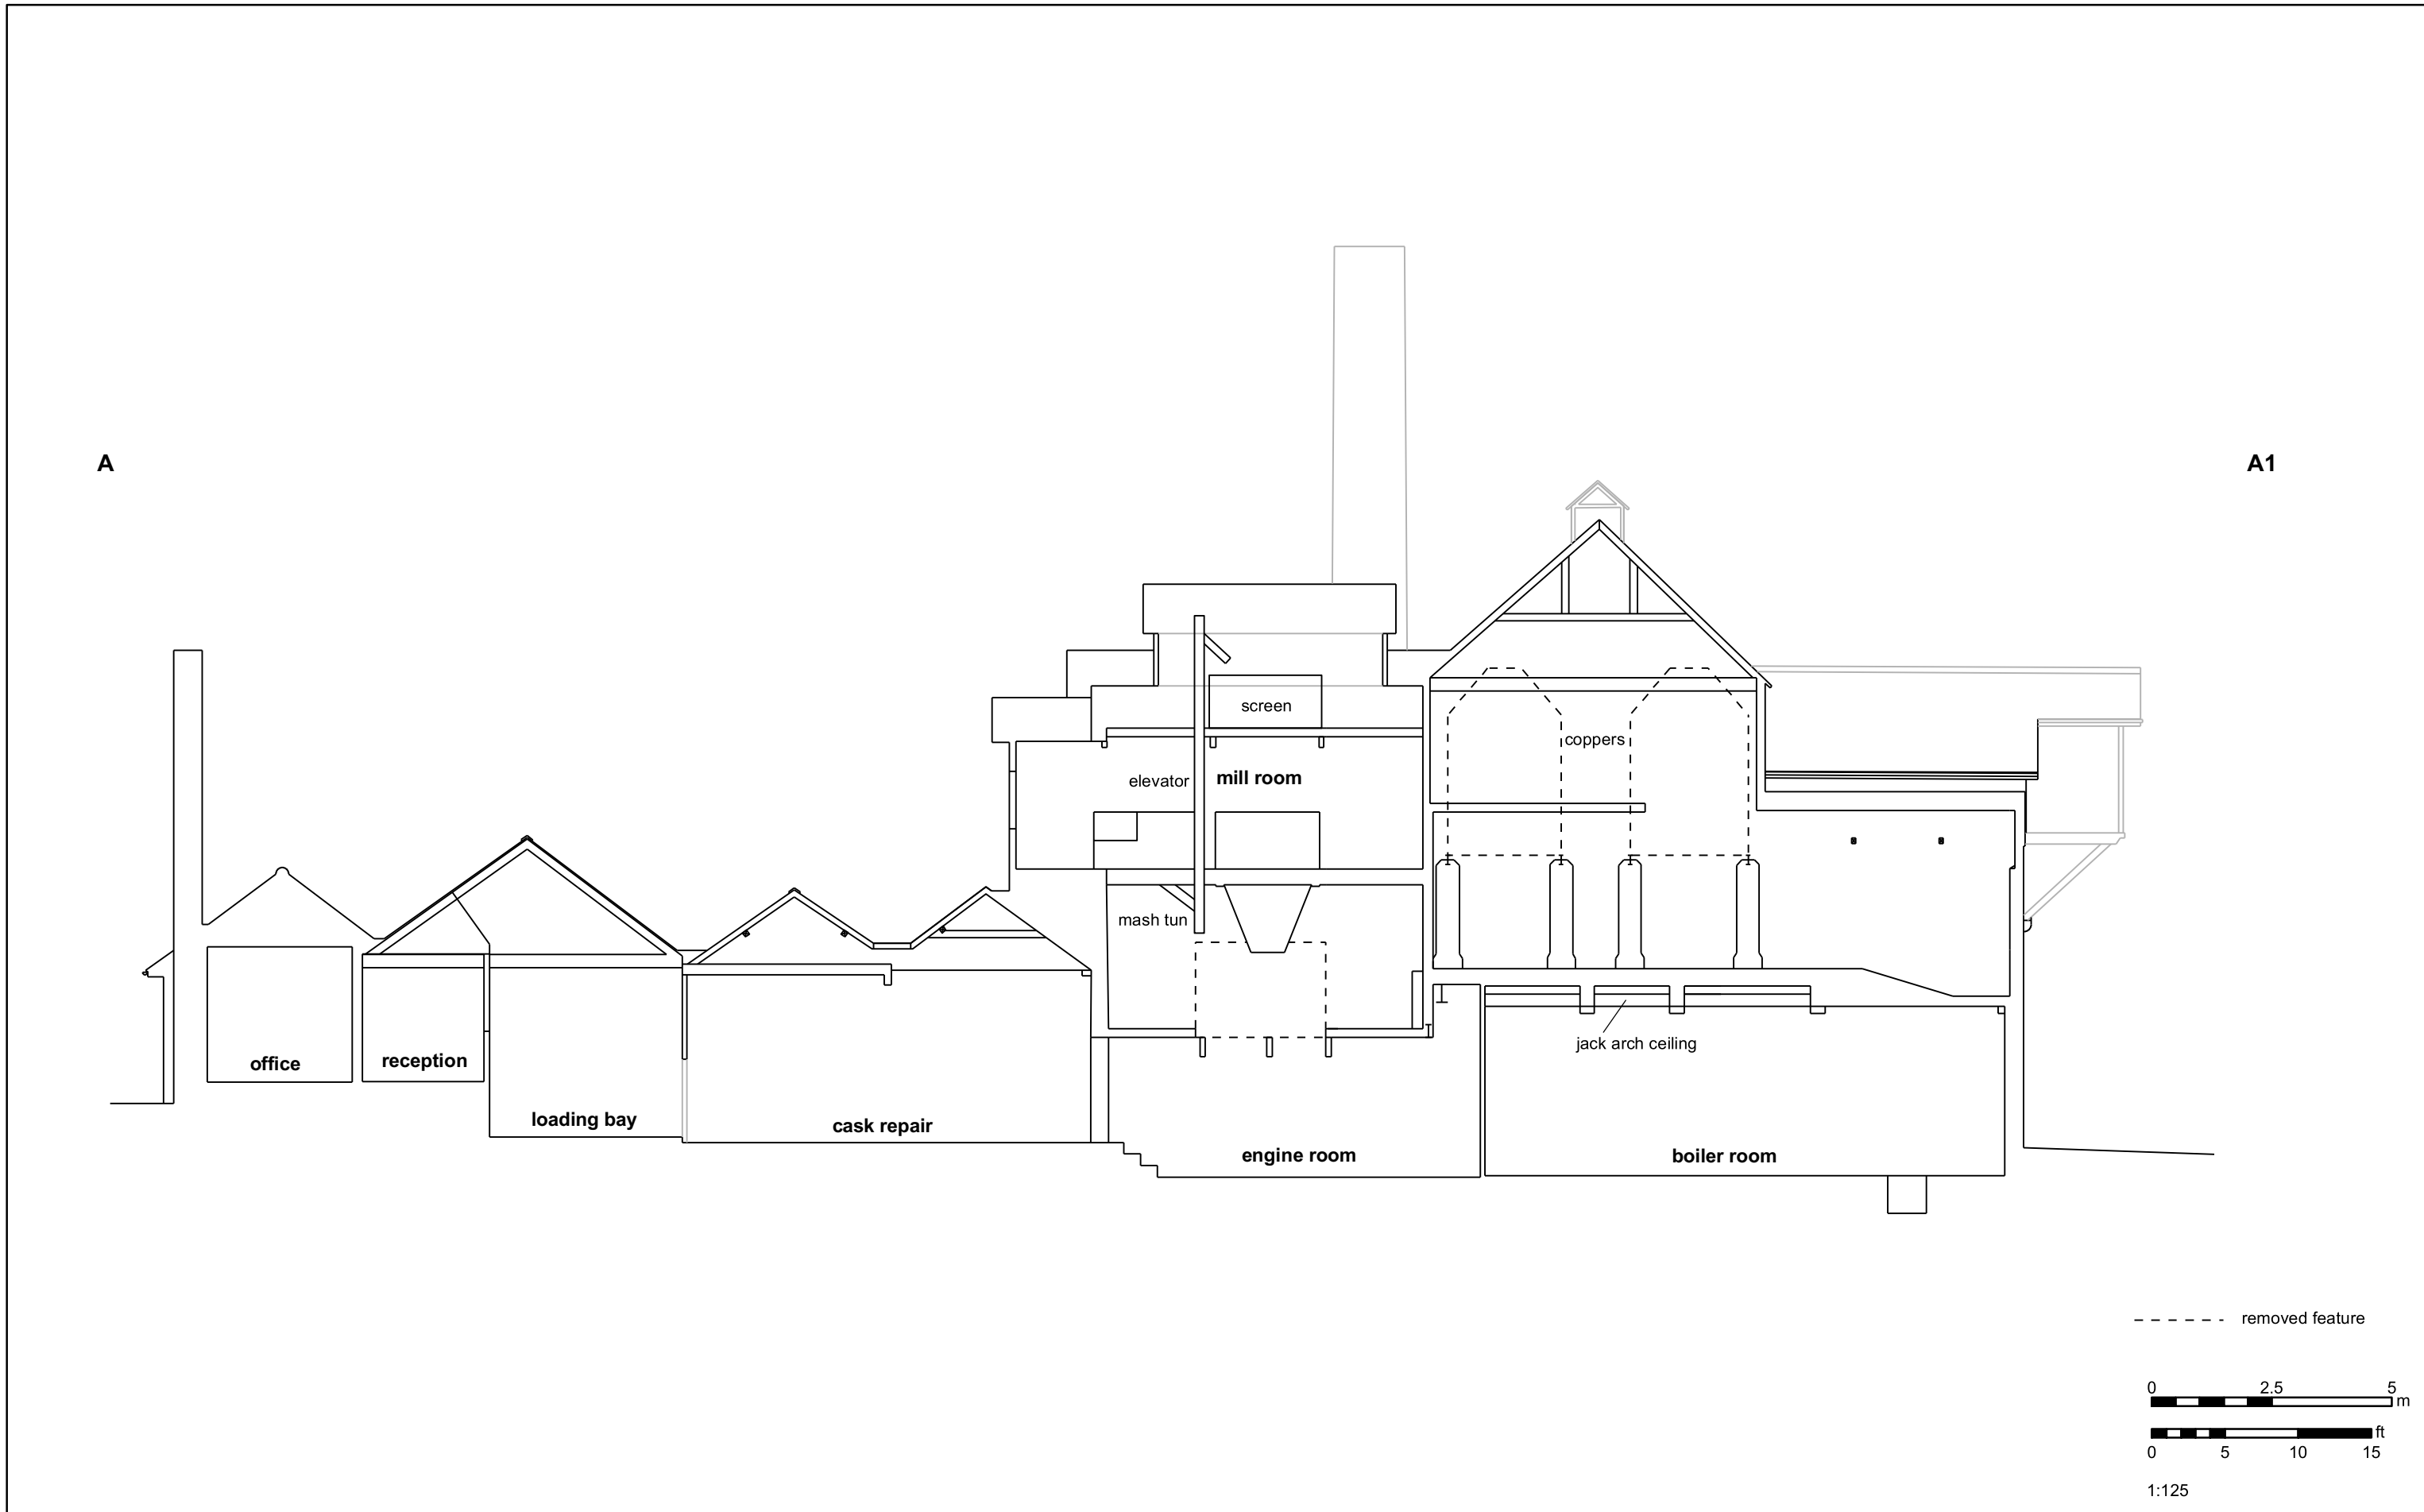 A
A1
screen
coppers
elevator
mill room
mash tun
jack arch ceiling
office
reception
loading bay
cask repair
engine room
boiler room
removed feature
0 2.5 5
m
ft
0 5 10 15
1:125